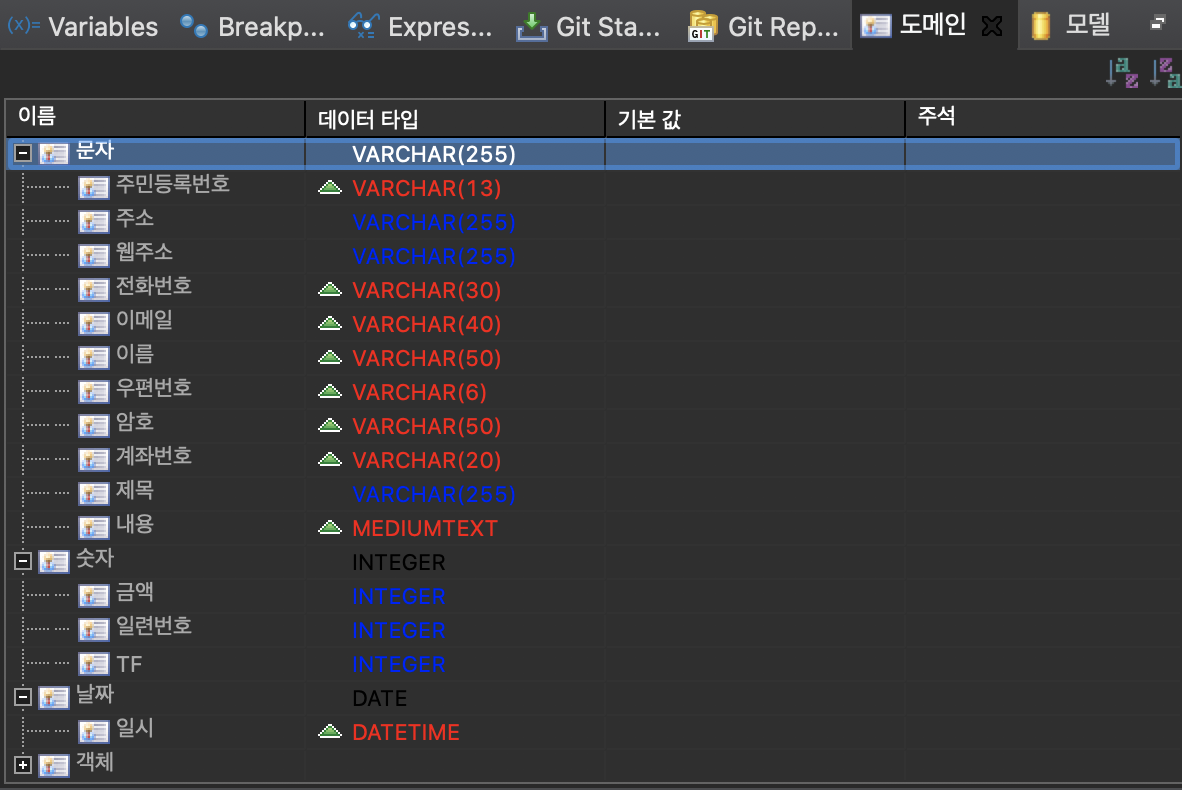 (x)= Variables Breakp... Expres... Git Sta... GIT Git Rep... 도메인 모델
a z z a
이름 데이터 타입 기본 값 주석
문자 VARCHAR(255)
주민등록번호 VARCHAR(13)
주소 VARCHAR(255)
웹주소 VARCHAR(255)
전화번호 VARCHAR(30)
이메일 VARCHAR(40)
이름 VARCHAR(50)
우편번호 VARCHAR(6)
암호 VARCHAR(50)
계좌번호 VARCHAR(20)
제목 VARCHAR(255)
내용 MEDIUMTEXT
숫자 INTEGER
금액 INTEGER
일련번호 INTEGER
TF INTEGER
날짜 DATE
일시 DATETIME
객체